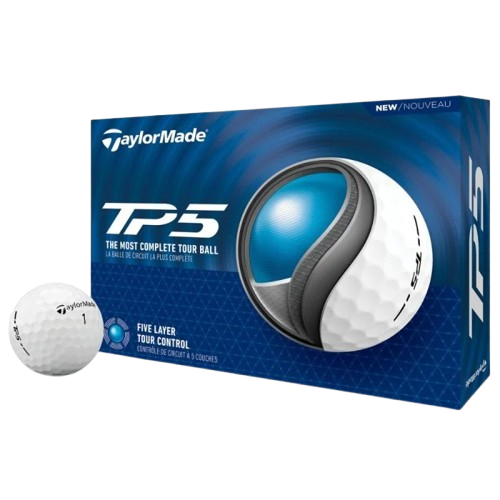 NEW/NOUVEAU
TaylorMade
TP5
THE MOST COMPLETE TOUR BALL
LA BALLE DE CIRCUIT LA PLUS COMPLÈTE
TP5
TaylorMade
1
TP5
FIVE LAYER
TOUR CONTROL
CONTRÔLE DE CIRCUIT À 5 COUCHES